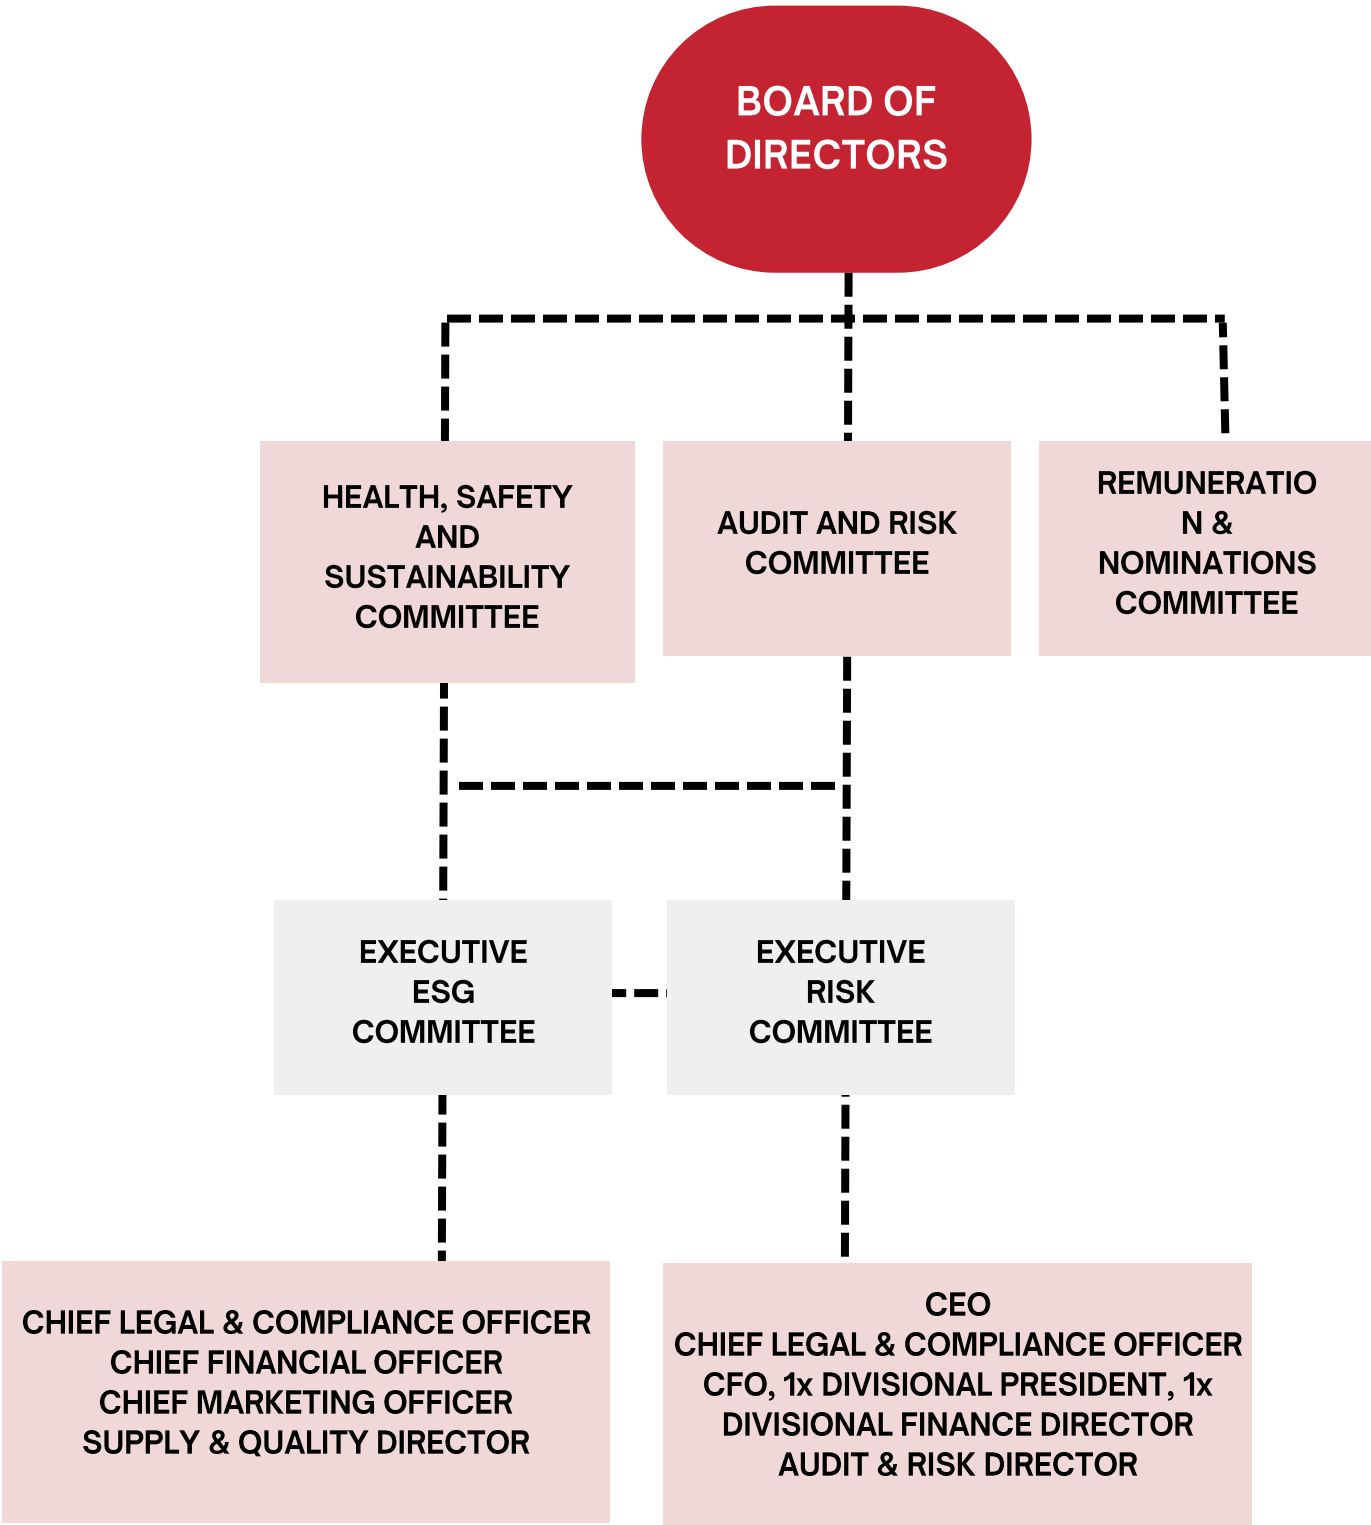 BOARD OF
DIRECTORS
HEALTH, SAFETY
AND
SUSTAINABILITY
COMMITTEE
AUDIT AND RISK
COMMITTEE
REMUNERATIO
N &
NOMINATIONS
COMMITTEE
EXECUTIVE
ESG
COMMITTEE
EXECUTIVE
RISK
COMMITTEE
CHIEF LEGAL & COMPLIANCE OFFICER
CHIEF FINANCIAL OFFICER
CHIEF MARKETING OFFICER
SUPPLY & QUALITY DIRECTOR
CEO
CHIEF LEGAL & COMPLIANCE OFFICER
CFO, 1x DIVISIONAL PRESIDENT, 1x
DIVISIONAL FINANCE DIRECTOR
AUDIT & RISK DIRECTOR